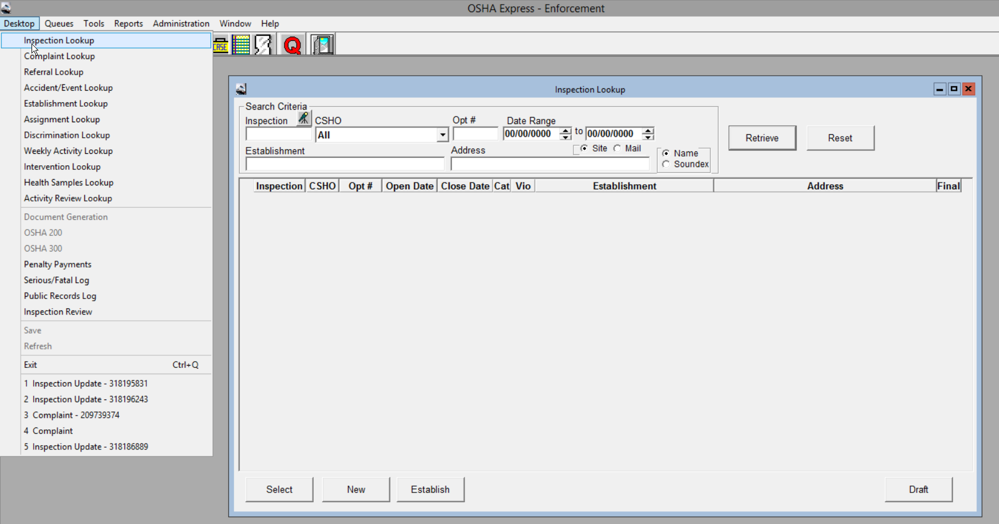 OSHA Express - Enforcement
Desktop Queues Tools Reports Administration Window Help
Inspection Lookup
Complaint Lookup
Referral Lookup
Accident/Event Lookup
Establishment Lookup
Assignment Lookup
Discrimination Lookup
Weekly Activity Lookup
Intervention Lookup
Health Samples Lookup
Activity Review Lookup
Document Generation
OSHA 200
OSHA 300
Penalty Payments
Serious/Fatal Log
Public Records Log
Inspection Review
Save
Refresh
Exit Ctrl+Q
1 Inspection Update - 318195831
2 Inspection Update - 318196243
3 Complaint - 209739374
4 Complaint
5 Inspection Update - 318186889
CASE
Q
Inspection Lookup
Search Criteria
Inspection CSHO Opt # Date Range
All 00/00/0000 to 00/00/0000
Establishment Address Site Mail
Name
Soundex
Retrieve Reset
Inspection CSHO Opt # Open Date Close Date Cat Vio Establishment Address Final
Select New Establish Draft